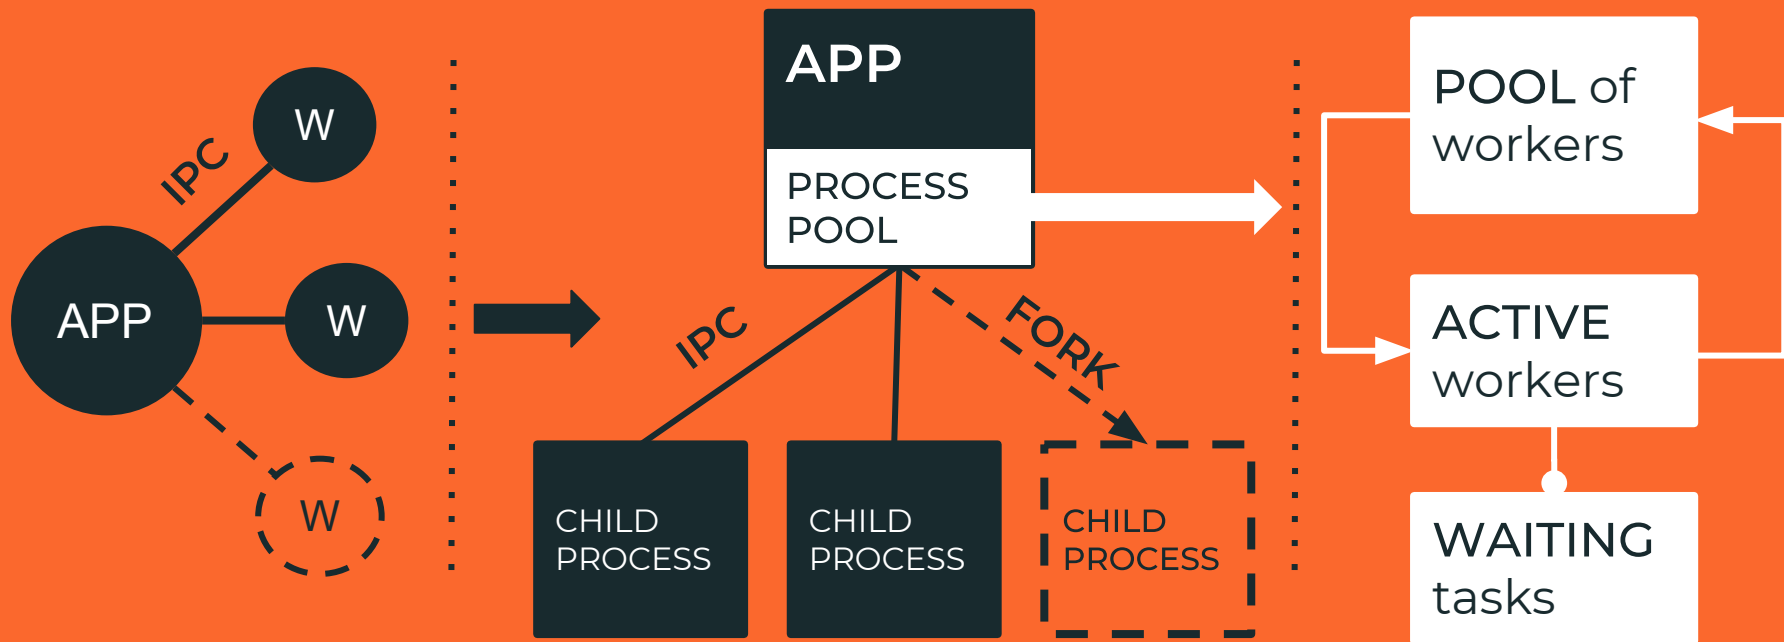 IPC
W
APP
W
W
APP
PROCESS
POOL
IPC
FORK
CHILD
PROCESS
CHILD
PROCESS
CHILD
PROCESS
POOL of
workers
ACTIVE
workers
WAITING
tasks